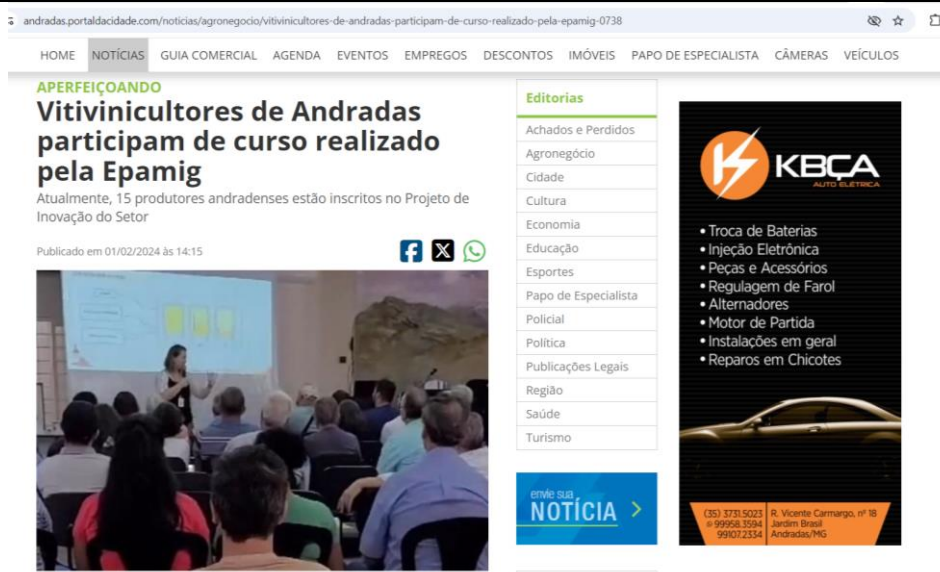 andradas.portaldacidade.com/noticias/agronegocio/vitivinicultores-de-andradas-participam-de-curso-realizado-pela-epamig-0738
HOME NOTÍCIAS GUIA COMERCIAL AGENDA EVENTOS EMPREGOS DESCONTOS IMÓVEIS PAPO DE ESPECIALISTA CÂMERAS VEÍCULOS
APERFEIÇOANDO
Vitivinicultores de Andradas
participam de curso realizado
pela Epamig
Atualmente, 15 produtores andradenses estão inscritos no Projeto de
Inovação do Setor
Publicado em 01/02/2024 às 14:15
Editorias
Achados e Perdidos
Agronegócio
Cidade
Cultura
Economia
Educação
Esportes
Papo de Especialista
Policial
Política
Publicações Legais
Região
Saúde
Turismo
envie sua
NOTÍCIA
KBÇA
AUTO ELETRICA
• Troca de Baterias
• Injeção Eletrônica
• Peças e Acessórios
• Regulagem de Farol
• Alternadores
• Motor de Partida
• Instalações em geral
• Reparos em Chicotes
(35) 3731.5023
99958.3594
99107.2334
R. Vicente Carmargo, nº 18
Jardim Brasil
Andradas/MG